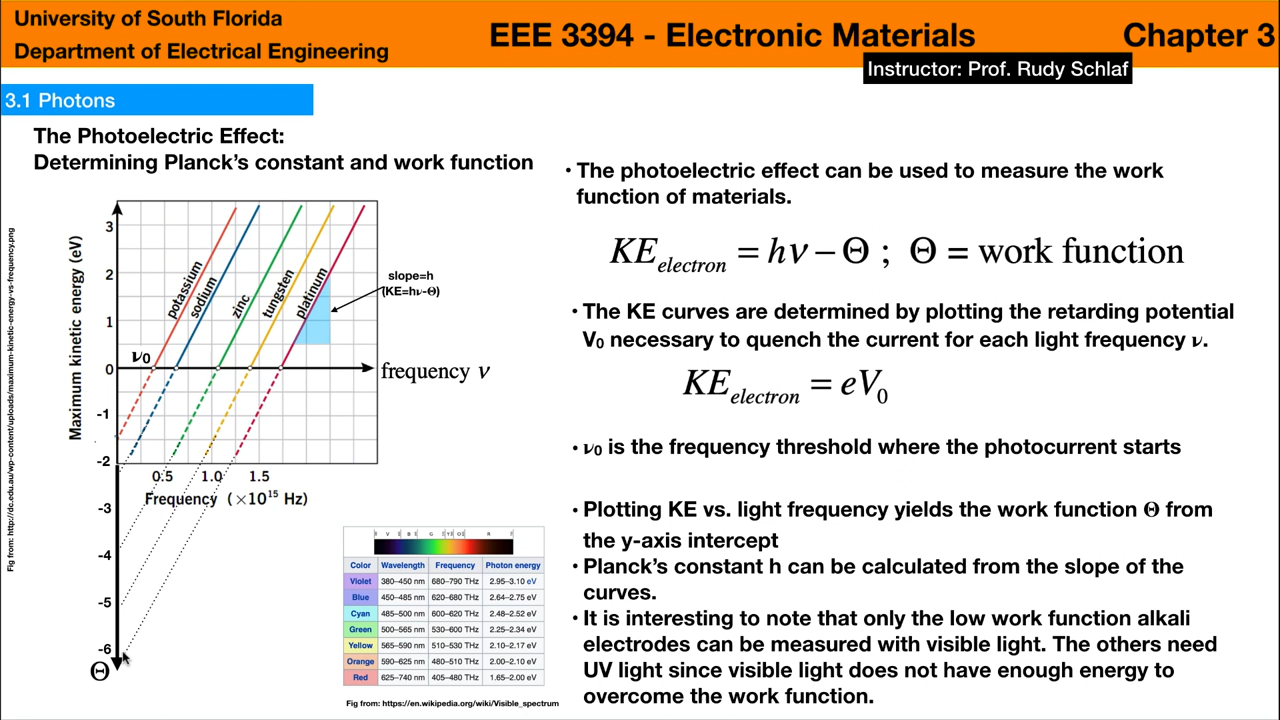 University of South Florida
Department of Electrical Engineering
EEE 3394 - Electronic Materials
Chapter 3
Instructor: Prof. Rudy Schlaf
3.1 Photons
The Photoelectric Effect:
Determining Planck's constant and work function
Fig from: http://dc.edu.au/wp-content/uploads/maximum-kinetic-energy-vs-frequency.png
Maximum kinetic energy (eV)
3
2
1
0
-1
-2
-3
-4
-5
-6
Θ
potassium
sodium
zinc
tungsten
platinum
ν0
slope=h
(KE=hν-Θ)
frequency ν
0.5 1.0 1.5
Frequency (×10¹⁵ Hz)
V B G Y O R
Color Wavelength Frequency Photon energy
Violet 380–450 nm 680–790 THz 2.95–3.10 eV
Blue 450–485 nm 620–680 THz 2.64–2.75 eV
Cyan 485–500 nm 600–620 THz 2.48–2.52 eV
Green 500–565 nm 530–600 THz 2.25–2.34 eV
Yellow 565–590 nm 510–530 THz 2.10–2.17 eV
Orange 590–625 nm 480–510 THz 2.00–2.10 eV
Red 625–740 nm 405–480 THz 1.65–2.00 eV
Fig from: https://en.wikipedia.org/wiki/Visible_spectrum
• The photoelectric effect can be used to measure the work
function of materials.
KE_electron = hν − Θ ; Θ = work function
• The KE curves are determined by plotting the retarding potential
V₀ necessary to quench the current for each light frequency ν.
KE_electron = eV₀
• ν₀ is the frequency threshold where the photocurrent starts
• Plotting KE vs. light frequency yields the work function Θ from
the y-axis intercept
• Planck's constant h can be calculated from the slope of the
curves.
• It is interesting to note that only the low work function alkali
electrodes can be measured with visible light. The others need
UV light since visible light does not have enough energy to
overcome the work function.